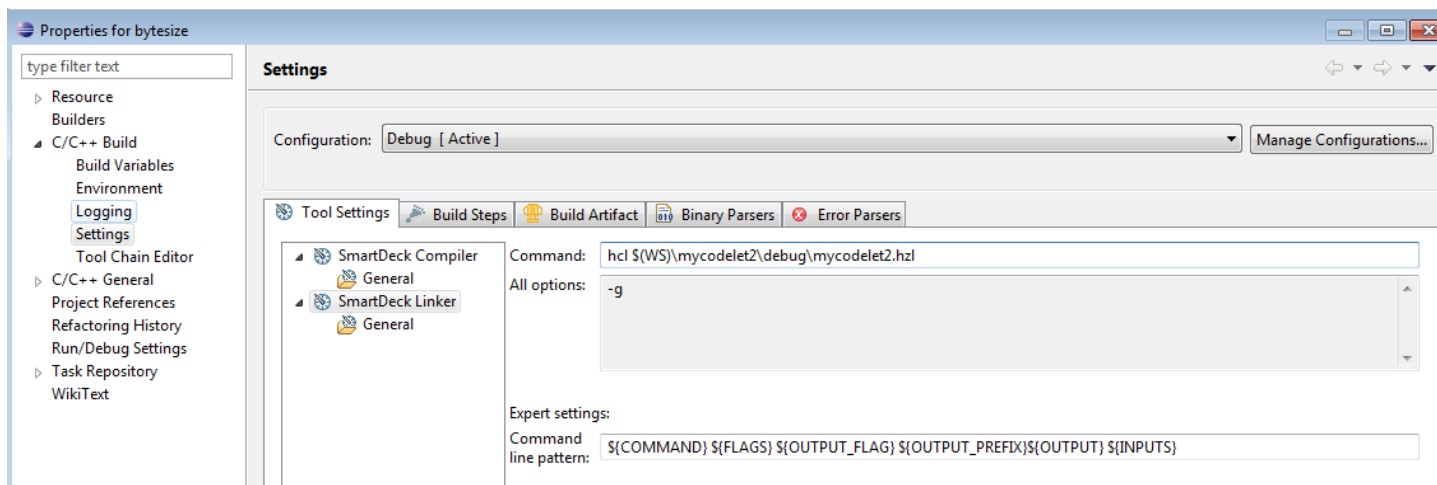 Properties for bytesize
type filter text
Resource
Builders
C/C++ Build
Build Variables
Environment
Logging
Settings
Tool Chain Editor
C/C++ General
Project References
Refactoring History
Run/Debug Settings
Task Repository
WikiText
Settings
Configuration: Debug [ Active ] Manage Configurations...
Tool Settings Build Steps Build Artifact Binary Parsers Error Parsers
SmartDeck Compiler
General
SmartDeck Linker
General
Command: hcl $(WS)\mycodelet2\debug\mycodelet2.hzl
All options: -g
Expert settings:
Command
line pattern: ${COMMAND} ${FLAGS} ${OUTPUT_FLAG} ${OUTPUT_PREFIX}${OUTPUT} ${INPUTS}